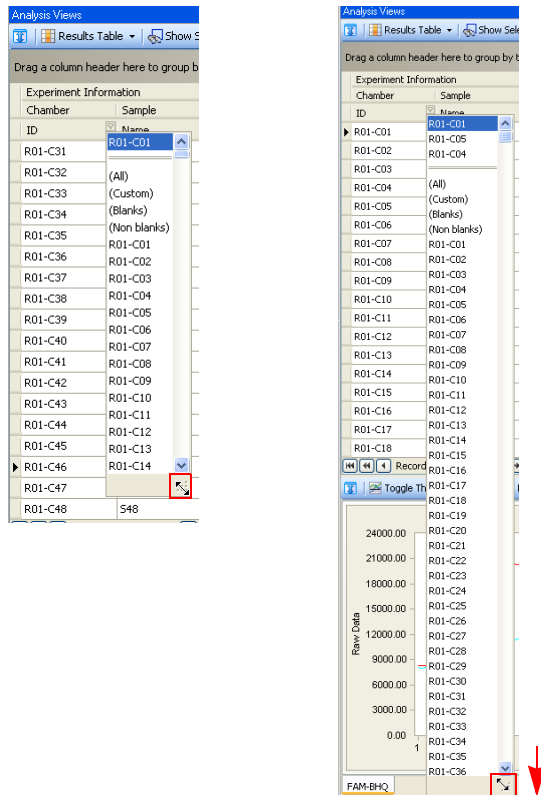 Analysis Views
Results Table
Show S
Drag a column header here to group b
Experiment Information
Chamber
Sample
ID
Name
R01-C31
R01-C32
R01-C33
R01-C34
R01-C35
R01-C36
R01-C37
R01-C38
R01-C39
R01-C40
R01-C41
R01-C42
R01-C43
R01-C44
R01-C45
R01-C46
R01-C47
R01-C48
S48
R01-C01
(All)
(Custom)
(Blanks)
(Non blanks)
R01-C01
R01-C02
R01-C03
R01-C04
R01-C05
R01-C06
R01-C07
R01-C08
R01-C09
R01-C10
R01-C11
R01-C12
R01-C13
R01-C14
Analysis Views
Results Table
Show Sele
Drag a column header here to group by t
Experiment Information
Chamber
Sample
ID
Name
R01-C01
R01-C02
R01-C03
R01-C04
R01-C05
R01-C06
R01-C07
R01-C08
R01-C09
R01-C10
R01-C11
R01-C12
R01-C13
R01-C14
R01-C15
R01-C16
R01-C17
R01-C18
Record
Toggle Th
24000.00
21000.00
18000.00
15000.00
12000.00
9000.00
6000.00
3000.00
0.00
Raw Data
1
FAM-BHQ
R01-C01
R01-C05
R01-C04
(All)
(Custom)
(Blanks)
(Non blanks)
R01-C01
R01-C02
R01-C03
R01-C04
R01-C05
R01-C06
R01-C07
R01-C08
R01-C09
R01-C10
R01-C11
R01-C12
R01-C13
R01-C14
R01-C15
R01-C16
R01-C17
R01-C18
R01-C19
R01-C20
R01-C21
R01-C22
R01-C23
R01-C24
R01-C25
R01-C26
R01-C27
R01-C28
R01-C29
R01-C30
R01-C31
R01-C32
R01-C33
R01-C34
R01-C35
R01-C36